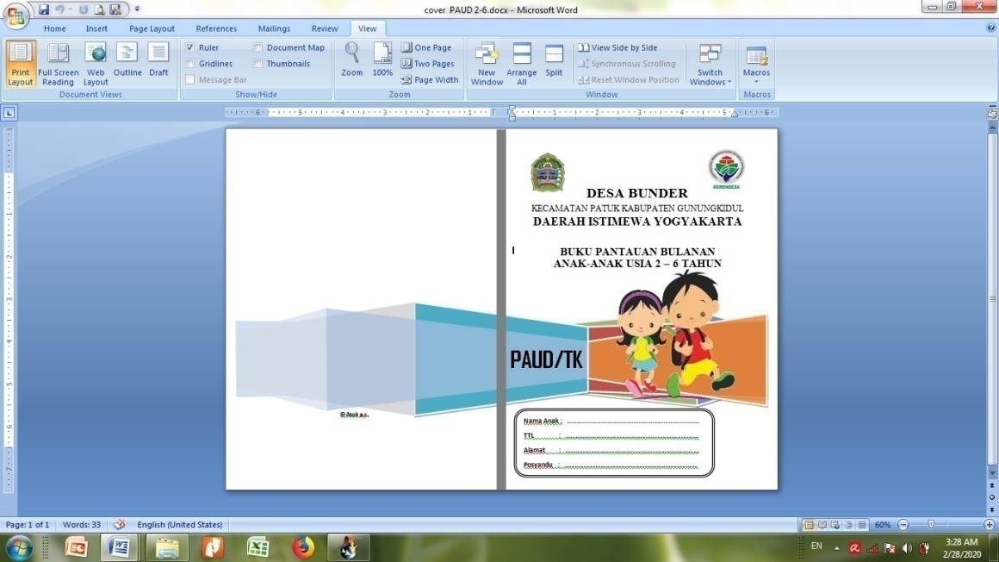 cover PAUD 2-6.docx - Microsoft Word
Home Insert Page Layout References Mailings Review View
Print Layout
Full Screen Reading
Web Layout
Outline
Draft
Document Views
Ruler
Gridlines
Message Bar
Document Map
Thumbnails
Show/Hide
Zoom
100%
One Page
Two Pages
Page Width
Zoom
New Window
Arrange All
Split
View Side by Side
Synchronous Scrolling
Reset Window Position
Switch Windows
Window
Macros
Macros
KEMENDESA
DESA BUNDER
KECAMATAN PATUK KABUPATEN GUNUNGKIDUL
DAERAH ISTIMEWA YOGYAKARTA
BUKU PANTAUAN BULANAN
ANAK-ANAK USIA 2 – 6 TAHUN
PAUD/TK
Nama Anak :
TTL :
Alamat :
Posyandu :
Page: 1 of 1 Words: 33 English (United States) 60%
EN 3:28 AM
2/28/2020